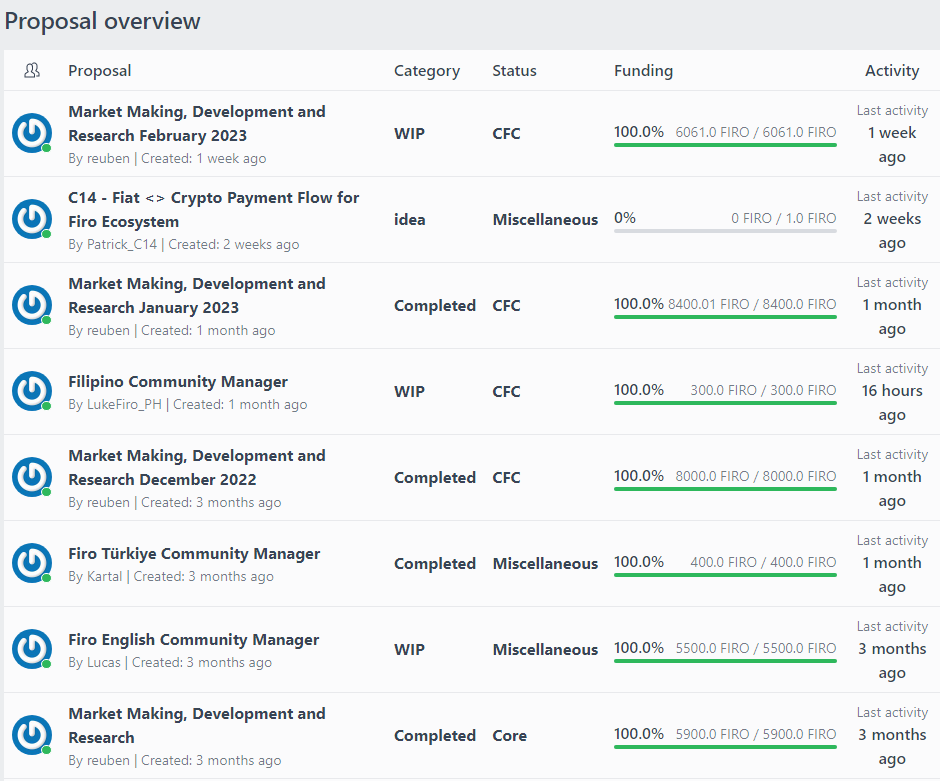 Proposal overview
Proposal Category Status Funding Activity
Market Making, Development and
Research February 2023
By reuben | Created: 1 week ago
WIP CFC 100.0% 6061.0 FIRO / 6061.0 FIRO
Last activity
1 week
ago
C14 - Fiat <> Crypto Payment Flow for
Firo Ecosystem
By Patrick_C14 | Created: 2 weeks ago
idea Miscellaneous 0% 0 FIRO / 1.0 FIRO
Last activity
2 weeks
ago
Market Making, Development and
Research January 2023
By reuben | Created: 1 month ago
Completed CFC 100.0% 8400.01 FIRO / 8400.0 FIRO
Last activity
1 month
ago
Filipino Community Manager
By LukeFiro_PH | Created: 1 month ago
WIP CFC 100.0% 300.0 FIRO / 300.0 FIRO
Last activity
16 hours
ago
Market Making, Development and
Research December 2022
By reuben | Created: 3 months ago
Completed CFC 100.0% 8000.0 FIRO / 8000.0 FIRO
Last activity
1 month
ago
Firo Türkiye Community Manager
By Kartal | Created: 3 months ago
Completed Miscellaneous 100.0% 400.0 FIRO / 400.0 FIRO
Last activity
1 month
ago
Firo English Community Manager
By Lucas | Created: 3 months ago
WIP Miscellaneous 100.0% 5500.0 FIRO / 5500.0 FIRO
Last activity
3 months
ago
Market Making, Development and
Research
By reuben | Created: 3 months ago
Completed Core 100.0% 5900.0 FIRO / 5900.0 FIRO
Last activity
3 months
ago